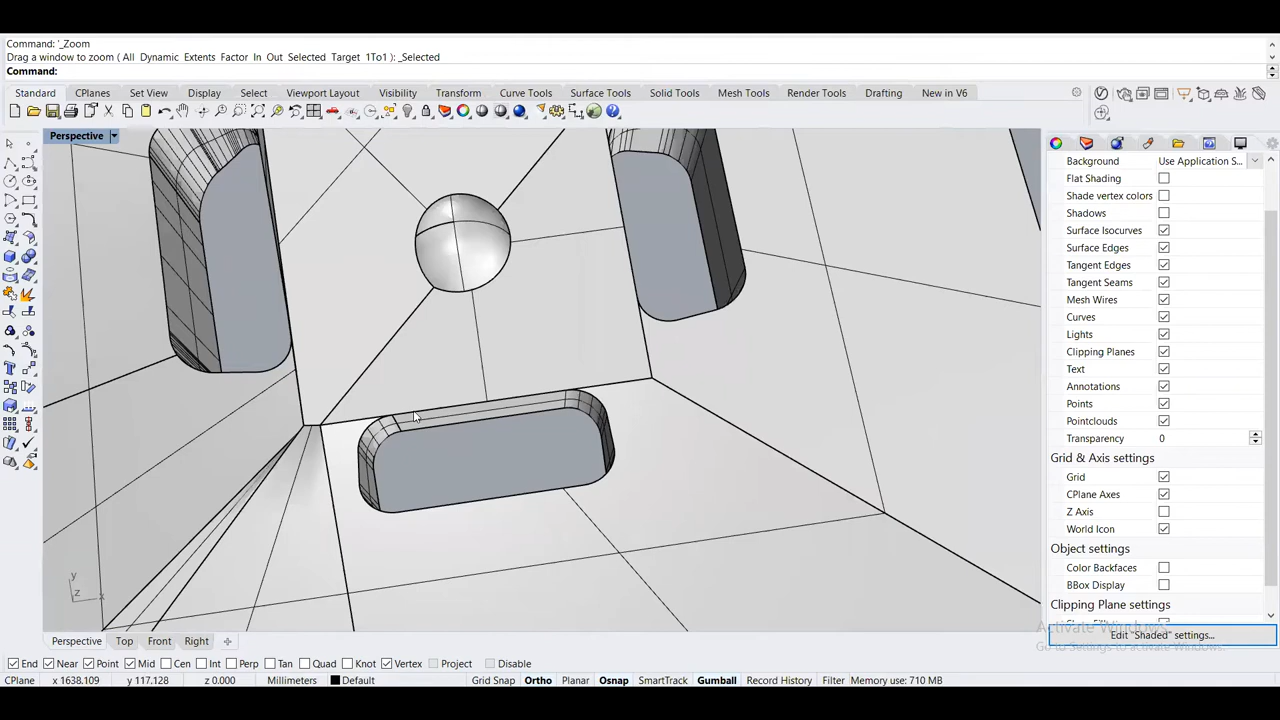 Command: '_Zoom
Drag a window to zoom ( All Dynamic Extents Factor In Out Selected Target 1To1 ): _Selected
Command:
Standard CPlanes Set View Display Select Viewport Layout Visibility Transform Curve Tools Surface Tools Solid Tools Mesh Tools Render Tools Drafting New in V6
Perspective
Background Use Application S...
Flat Shading
Shade vertex colors
Shadows
Surface Isocurves
Surface Edges
Tangent Edges
Tangent Seams
Mesh Wires
Curves
Lights
Clipping Planes
Text
Annotations
Points
Pointclouds
Transparency 0
Grid & Axis settings
Grid
CPlane Axes
Z Axis
World Icon
Object settings
Color Backfaces
BBox Display
Clipping Plane settings
Activate Windows
Edit "Shaded" settings...
y
z x
Perspective Top Front Right
End Near Point Mid Cen Int Perp Tan Quad Knot Vertex Project Disable
CPlane x 1638.109 y 117.128 z 0.000 Millimeters Default Grid Snap Ortho Planar Osnap SmartTrack Gumball Record History Filter Memory use: 710 MB